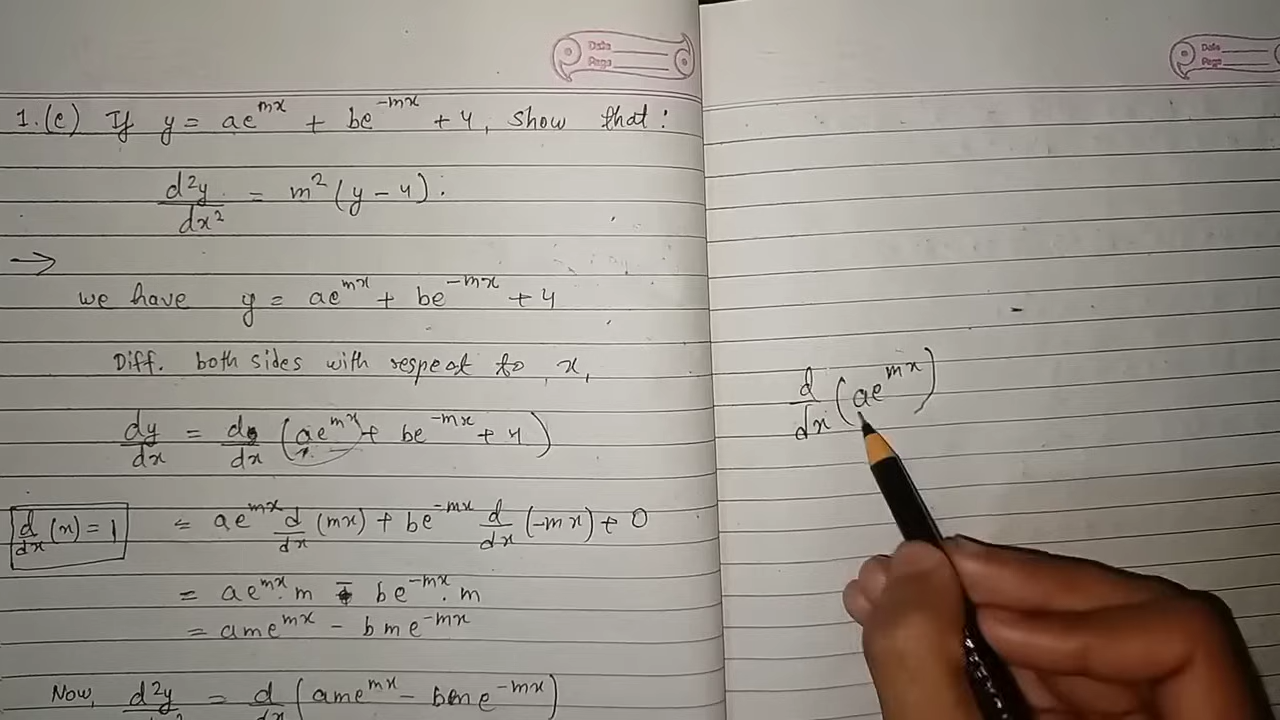 Date
Page
1.(e) If y = ae^mx + be^-mx + 4, show that:
d²y/dx² = m²(y - 4).
→
we have y = ae^mx + be^-mx + 4
Diff. both sides with respect to, x,
dy/dx = d/dx (ae^mx + be^-mx + 4)
d/dx (x) = 1 = ae^mx d/dx (mx) + be^-mx d/dx (-mx) + 0
= ae^mx . m - be^-mx . m
= ame^mx - bme^-mx
Now, d²y = d/dx (ame^mx - bme^-mx)
Date
Page
d/dx (ae^mx)